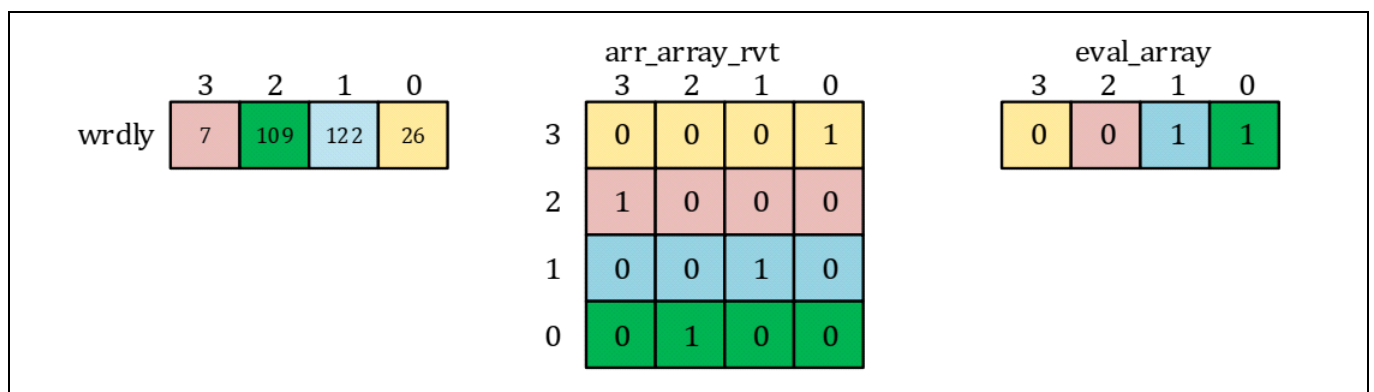 arr_array_rvt eval_array
3 2 1 0 3 2 1 0 3 2 1 0
wrdly 7 109 122 26 3 0 0 0 1 0 0 1 1
2 1 0 0 0
1 0 0 1 0
0 0 1 0 0